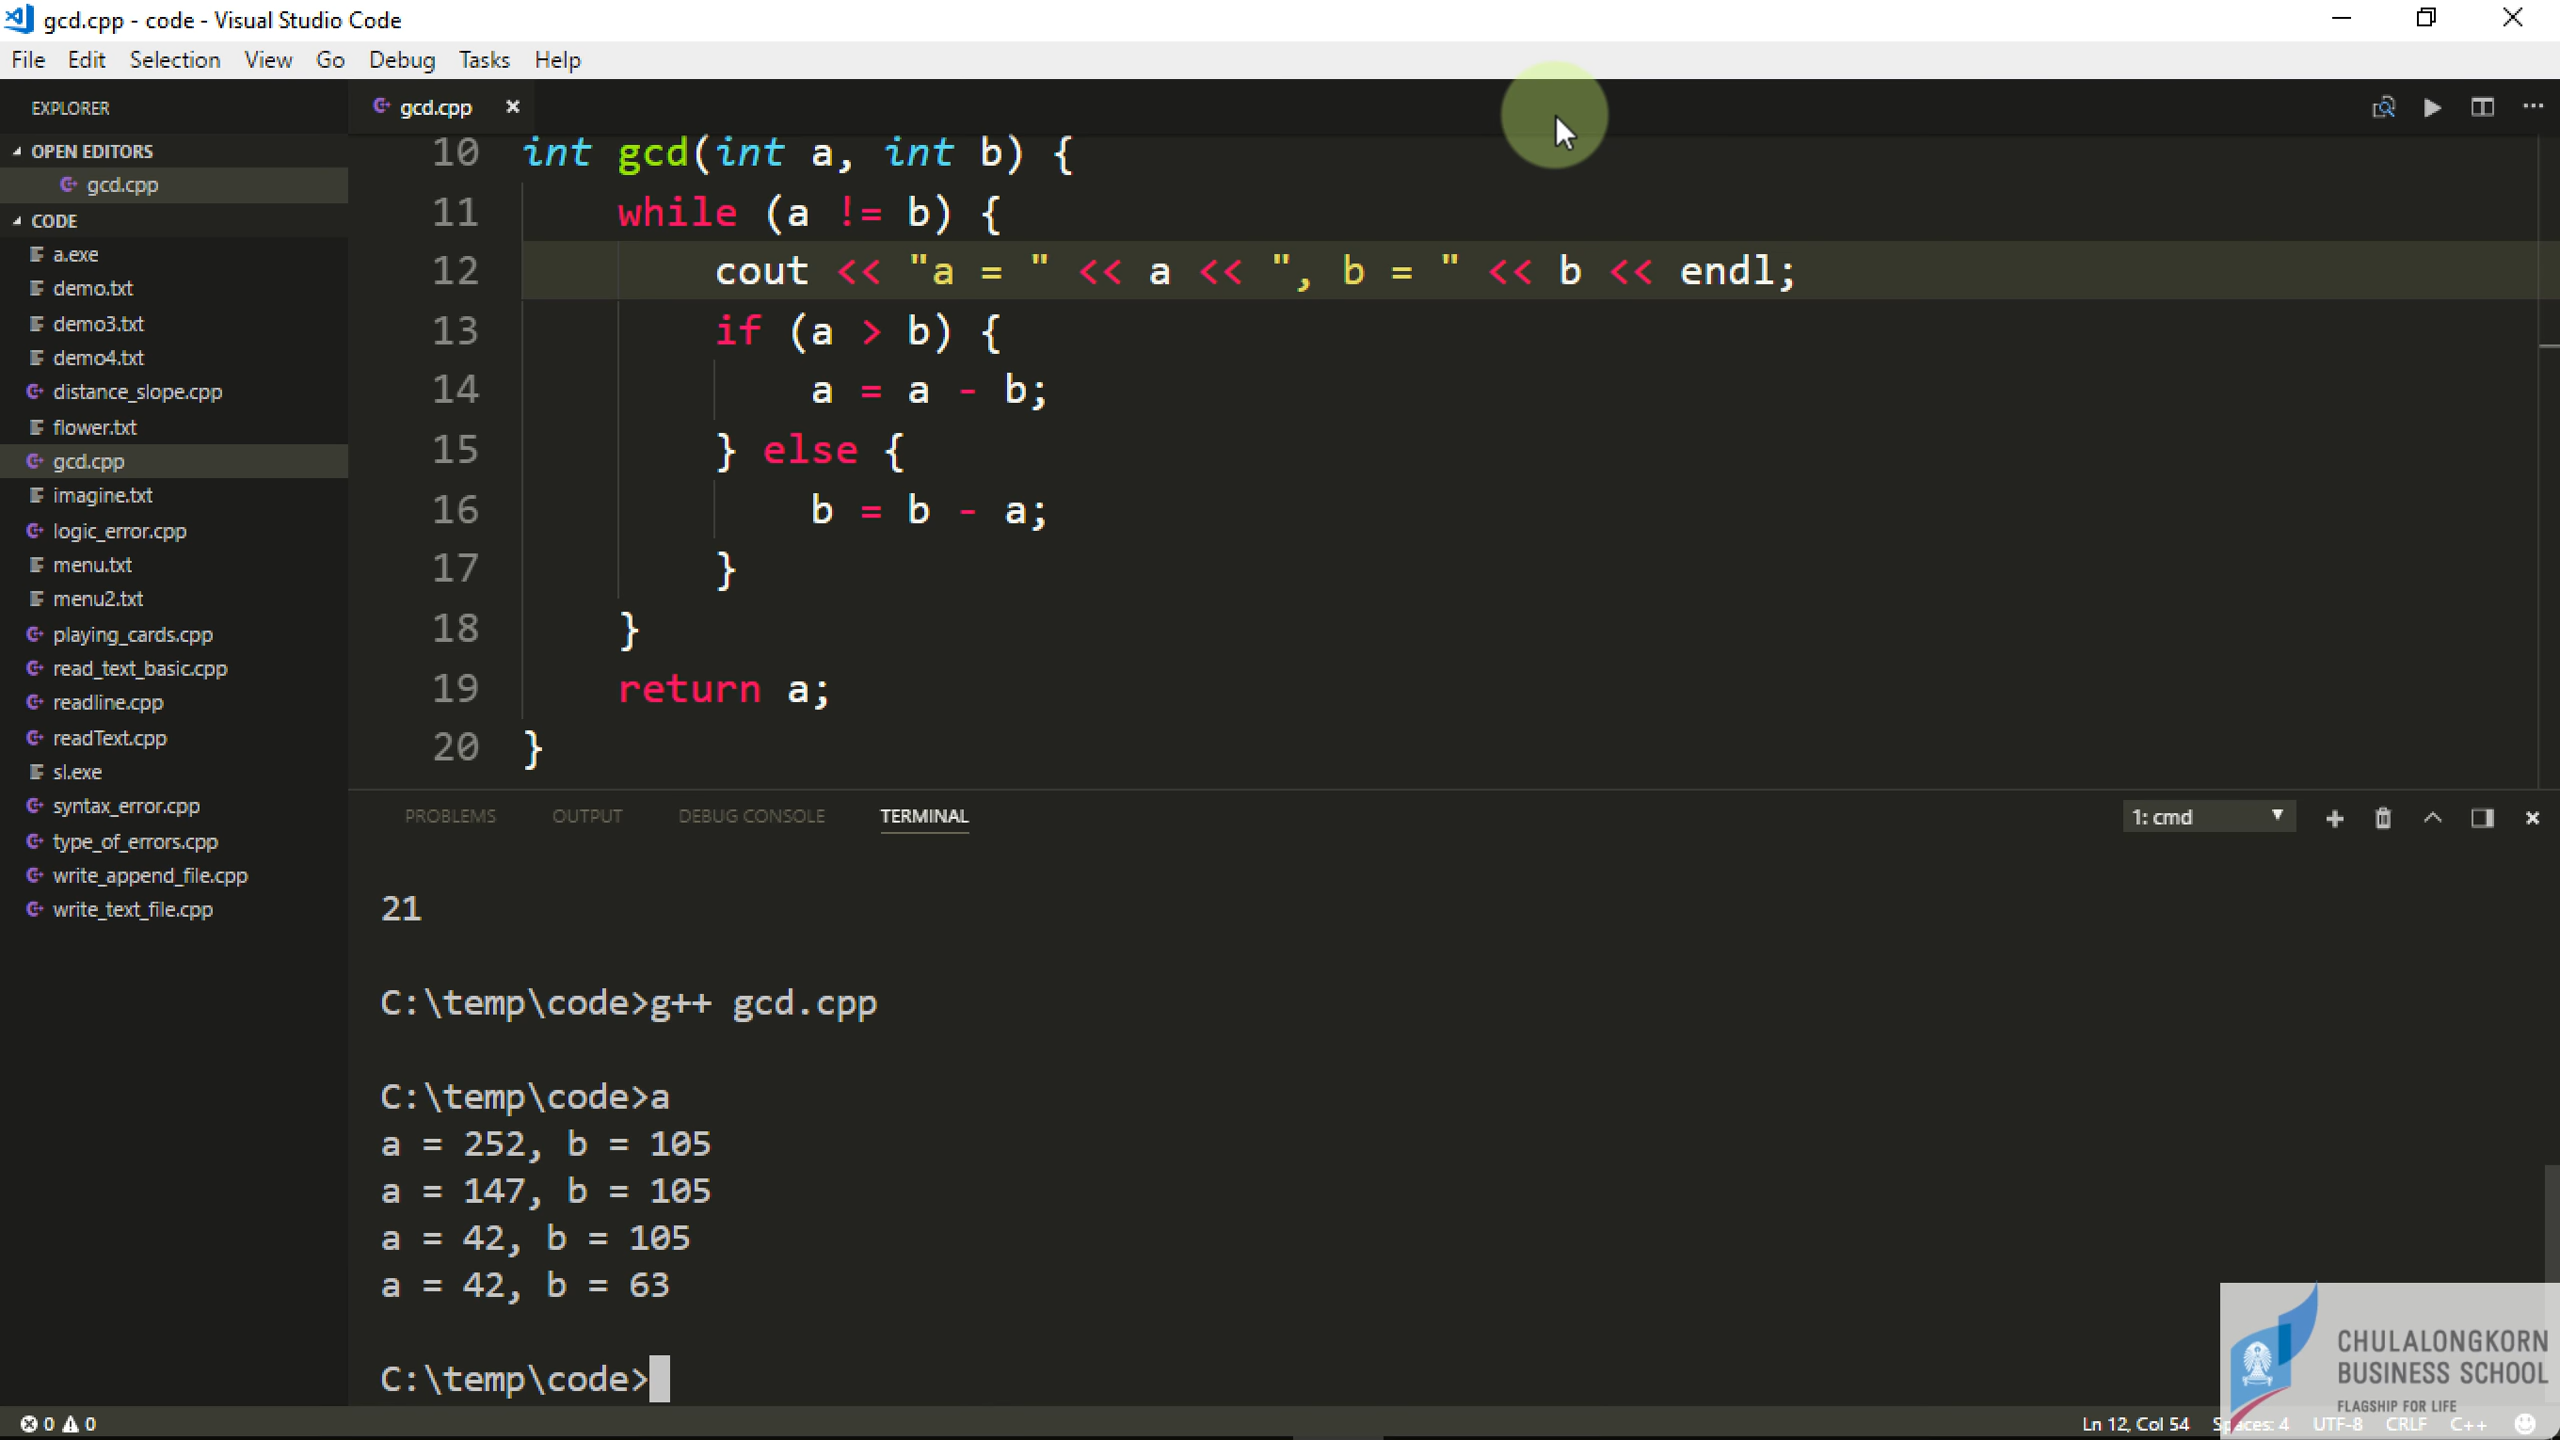 gcd.cpp - code - Visual Studio Code
File Edit Selection View Go Debug Tasks Help
EXPLORER
OPEN EDITORS
gcd.cpp
CODE
a.exe
demo.txt
demo3.txt
demo4.txt
distance_slope.cpp
flower.txt
gcd.cpp
imagine.txt
logic_error.cpp
menu.txt
menu2.txt
playing_cards.cpp
read_text_basic.cpp
readline.cpp
readText.cpp
sl.exe
syntax_error.cpp
type_of_errors.cpp
write_append_file.cpp
write_text_file.cpp
gcd.cpp
10 int gcd(int a, int b) {
11     while (a != b) {
12         cout << "a = " << a << ", b = " << b << endl;
13         if (a > b) {
14             a = a - b;
15         } else {
16             b = b - a;
17         }
18     }
19     return a;
20 }
PROBLEMS OUTPUT DEBUG CONSOLE TERMINAL 1: cmd
21
C:\temp\code>g++ gcd.cpp
C:\temp\code>a
a = 252, b = 105
a = 147, b = 105
a = 42, b = 105
a = 42, b = 63
C:\temp\code>
CHULALONGKORN
BUSINESS SCHOOL
FLAGSHIP FOR LIFE
0 0 Ln 12, Col 54 Spaces: 4 UTF-8 CRLF C++